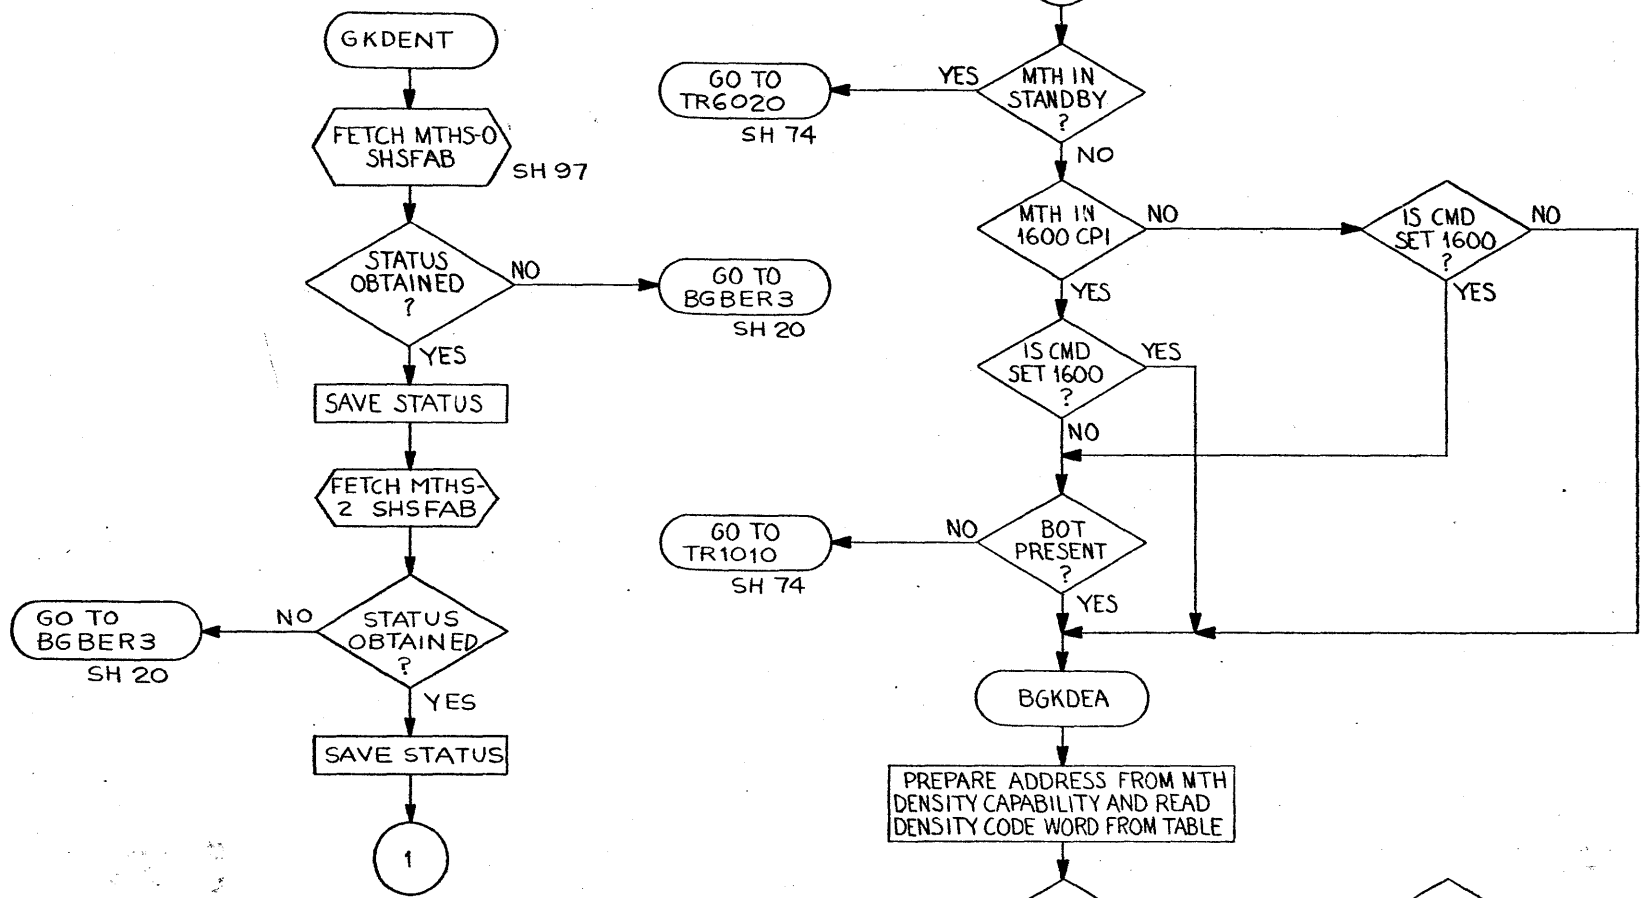 GKDENT
FETCH MTHS-0
SHSFAB
SH 97
STATUS
OBTAINED
?
NO
GO TO
BGBER3
SH 20
YES
SAVE STATUS
FETCH MTHS-
2 SHSFAB
STATUS
OBTAINED
?
NO
GO TO
BGBER3
SH 20
YES
SAVE STATUS
1
MTH IN
STANDBY
?
YES
GO TO
TR6020
SH 74
NO
MTH IN
1600 CPI
NO
IS CMD
SET 1600
?
NO
YES
YES
IS CMD
SET 1600
?
YES
NO
BOT
PRESENT
?
NO
GO TO
TR1010
SH 74
YES
BGKDEA
PREPARE ADDRESS FROM MTH
DENSITY CAPABILITY AND READ
DENSITY CODE WORD FROM TABLE